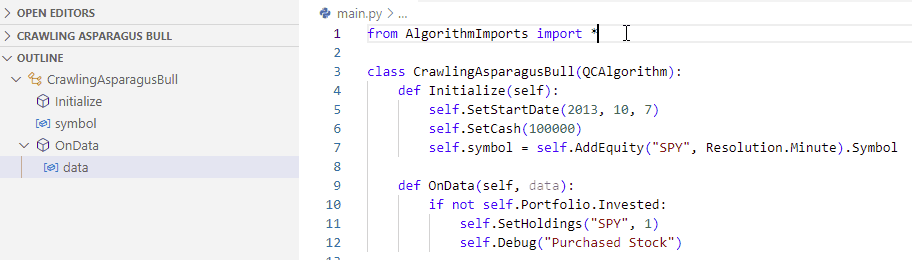 OPEN EDITORS
CRAWLING ASPARAGUS BULL
OUTLINE
CrawlingAsparagusBull
Initialize
symbol
OnData
data
main.py > ...
1 from AlgorithmImports import *
2
3 class CrawlingAsparagusBull(QCAlgorithm):
4     def Initialize(self):
5         self.SetStartDate(2013, 10, 7)
6         self.SetCash(100000)
7         self.symbol = self.AddEquity("SPY", Resolution.Minute).Symbol
8
9     def OnData(self, data):
10         if not self.Portfolio.Invested:
11             self.SetHoldings("SPY", 1)
12             self.Debug("Purchased Stock")